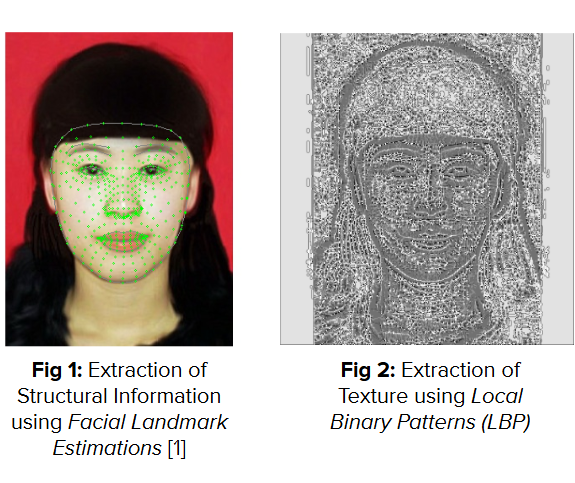 Fig 1: Extraction of
Structural Information
using Facial Landmark
Estimations [1]
Fig 2: Extraction of
Texture using Local
Binary Patterns (LBP)